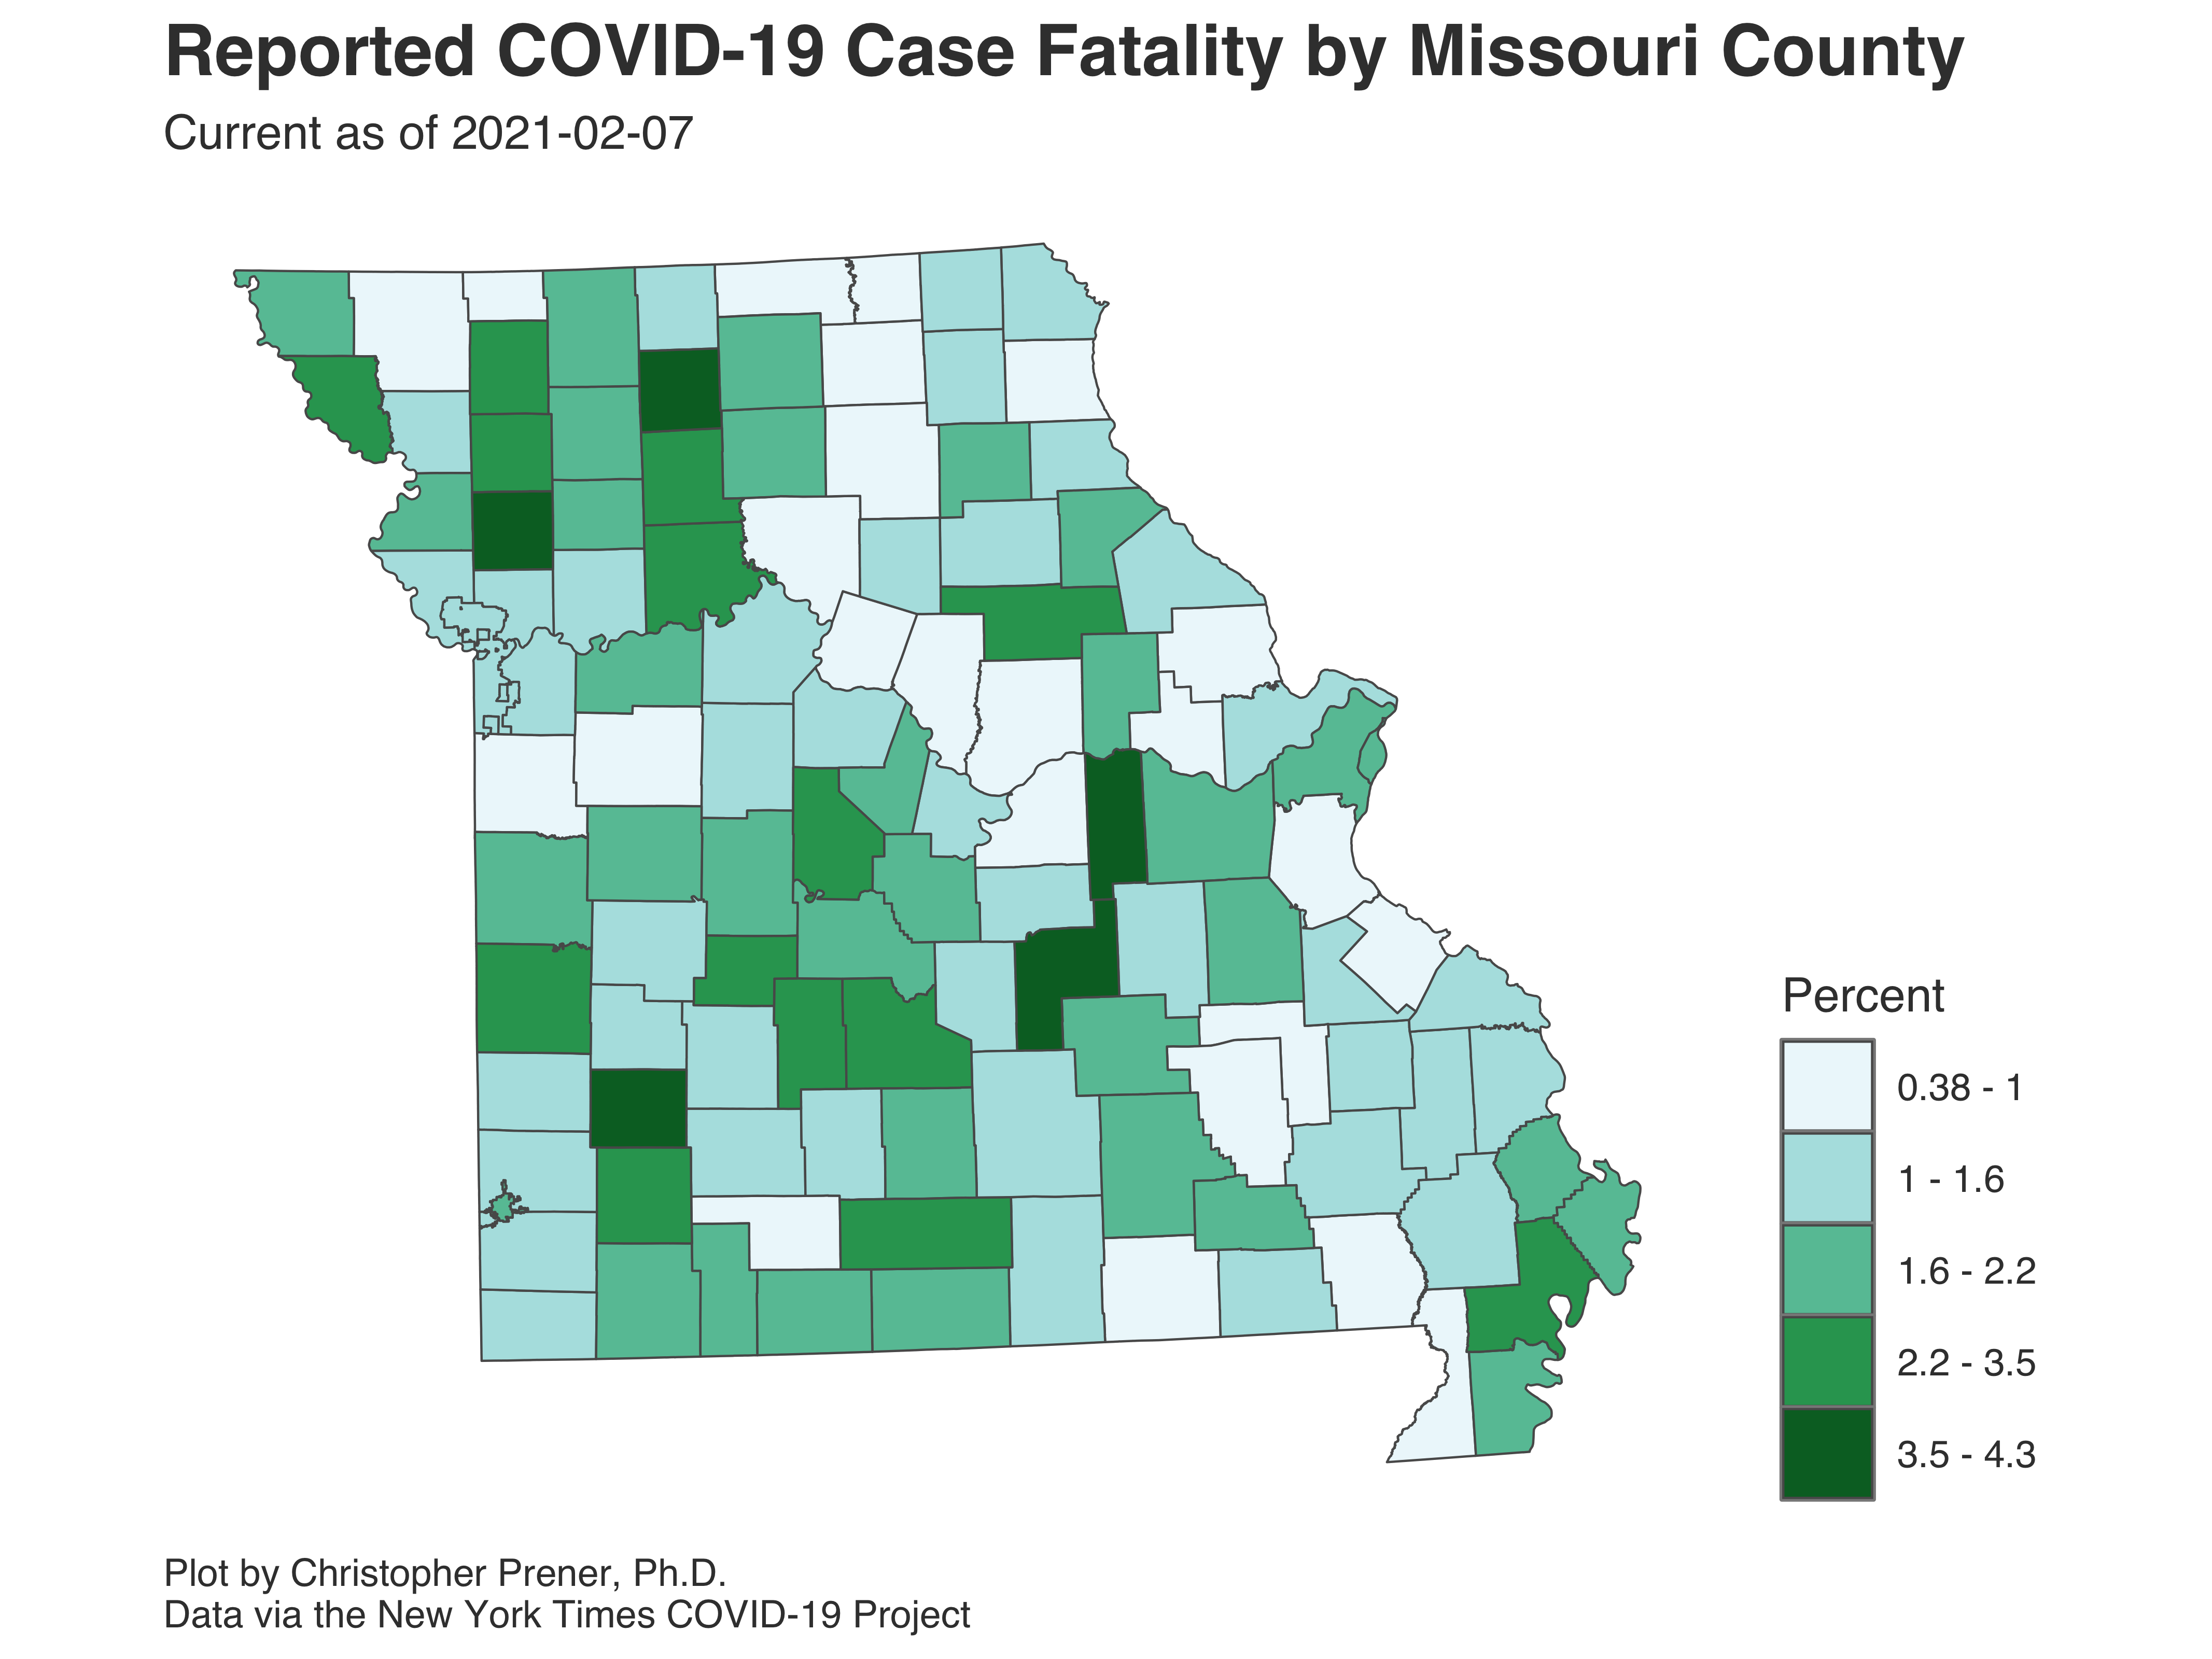 Reported COVID-19 Case Fatality by Missouri County
Current as of 2021-02-07
Percent
0.38 - 1
1 - 1.6
1.6 - 2.2
2.2 - 3.5
3.5 - 4.3
Plot by Christopher Prener, Ph.D.
Data via the New York Times COVID-19 Project